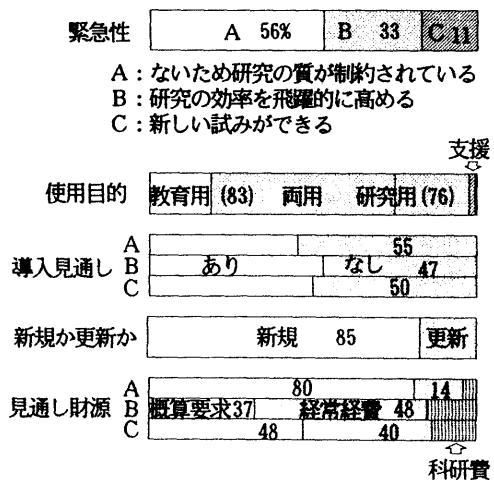 緊急性 A 56% B 33 C 11
A：ないため研究の質が制約されている
B：研究の効率を飛躍的に高める
C：新しい試みができる
支援
使用目的 教育用 (83) 両用 研究用 (76)
A 55
導入見通し B あり なし 47
C 50
新規か更新か 新規 85 更新
A 80 14
見通し財源 B 概算要求37 経常経費 48
C 48 40
科研費